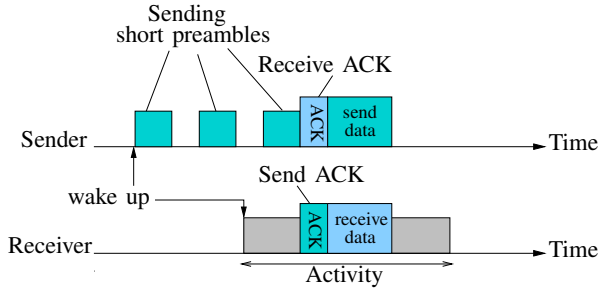 Sending
short preambles
Receive ACK
ACK
send
data
Sender
Time
Send ACK
wake up
ACK
receive
data
Receiver
Time
Activity